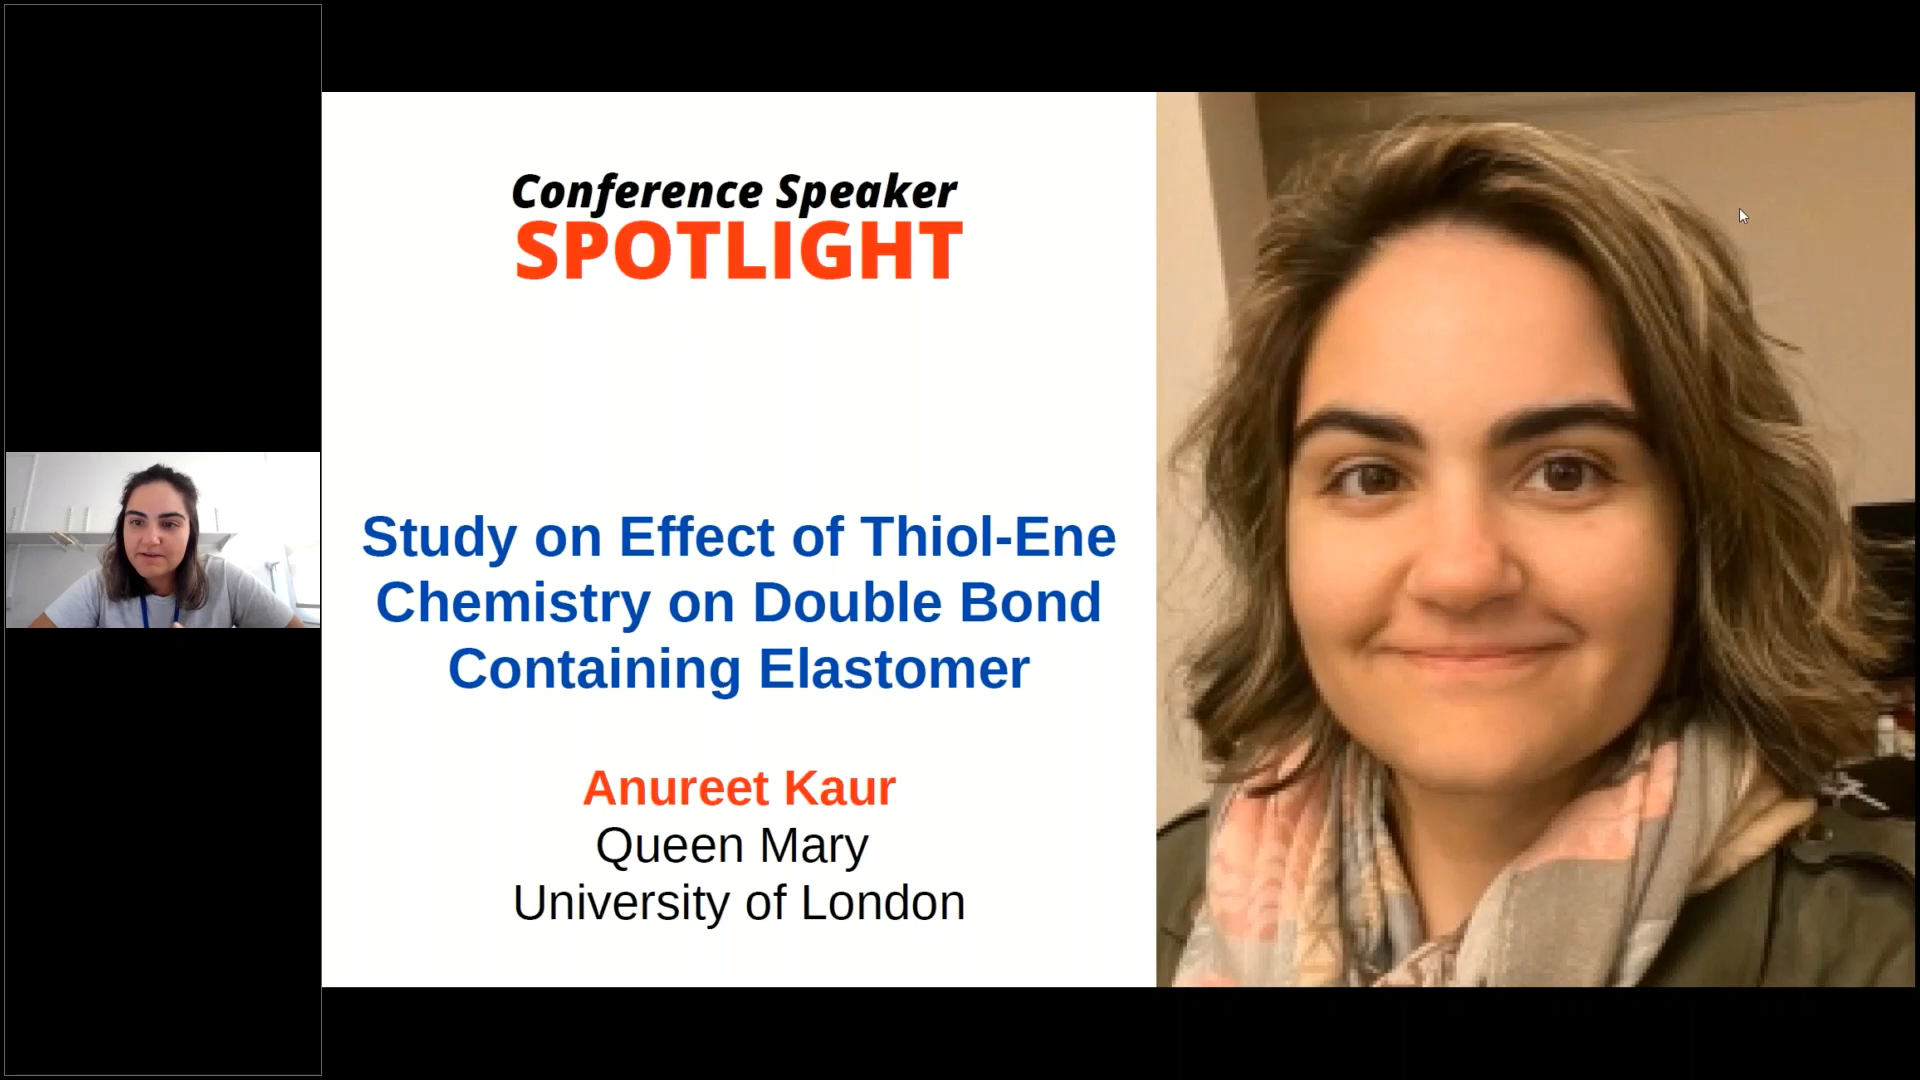 Conference Speaker
SPOTLIGHT
Study on Effect of Thiol-Ene
Chemistry on Double Bond
Containing Elastomer
Anureet Kaur
Queen Mary
University of London